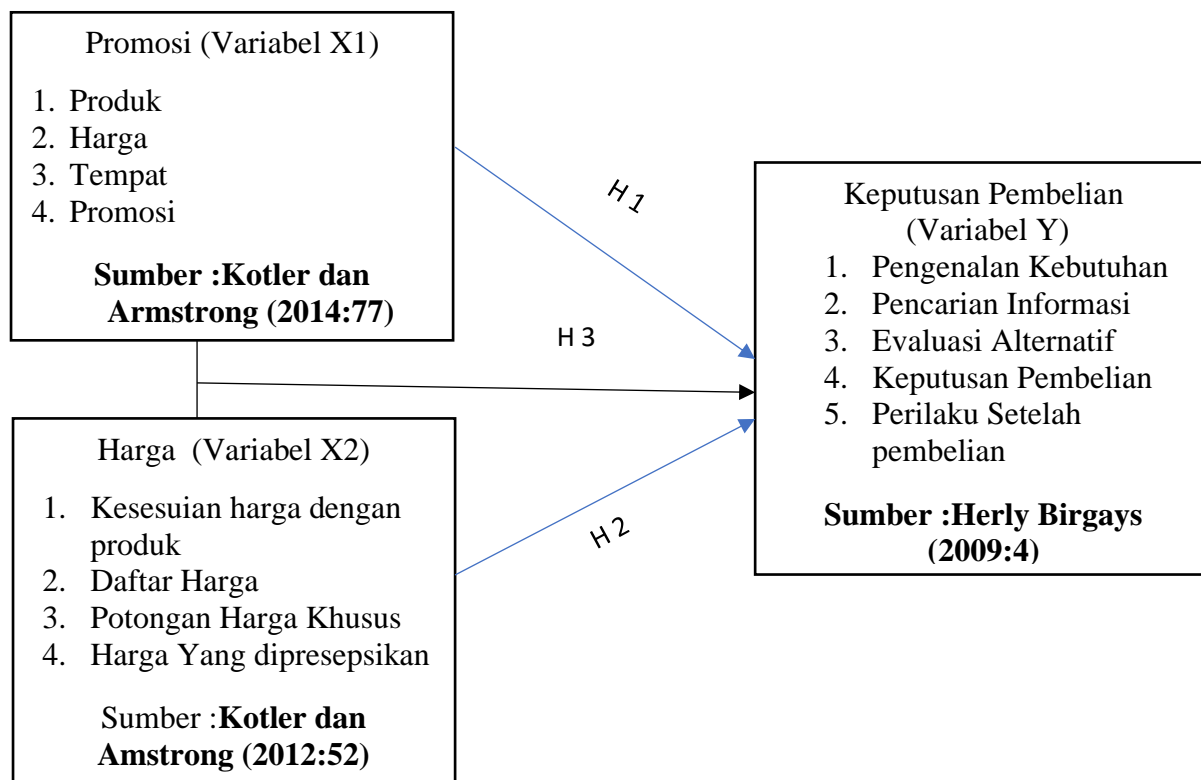 Promosi (Variabel X1)
1. Produk
2. Harga
3. Tempat
4. Promosi
Sumber :Kotler dan
Armstrong (2014:77)
H 1
H 3
H 2
Harga (Variabel X2)
1. Kesesuian harga dengan
produk
2. Daftar Harga
3. Potongan Harga Khusus
4. Harga Yang dipresepsikan
Sumber :Kotler dan
Amstrong (2012:52)
Keputusan Pembelian
(Variabel Y)
1. Pengenalan Kebutuhan
2. Pencarian Informasi
3. Evaluasi Alternatif
4. Keputusan Pembelian
5. Perilaku Setelah
pembelian
Sumber :Herly Birgays
(2009:4)